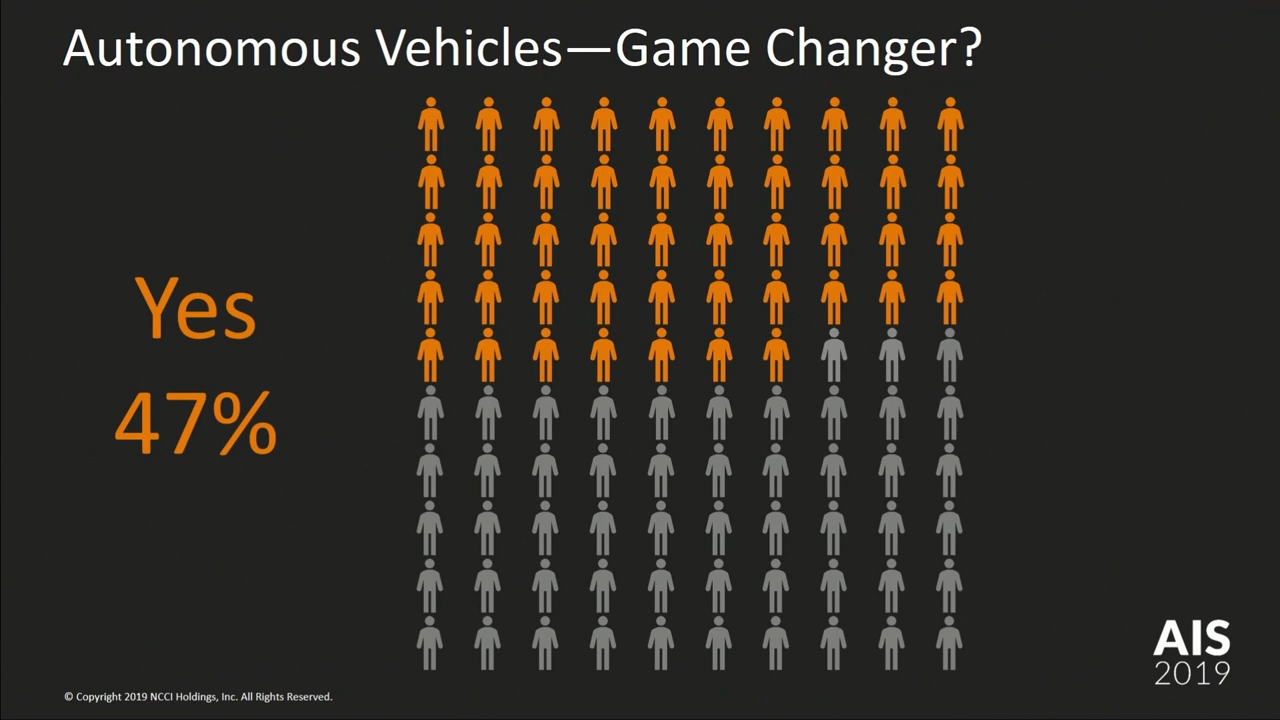 Autonomous Vehicles—Game Changer?
Yes
47%
AIS
2019
© Copyright 2019 NCCI Holdings, Inc. All Rights Reserved.